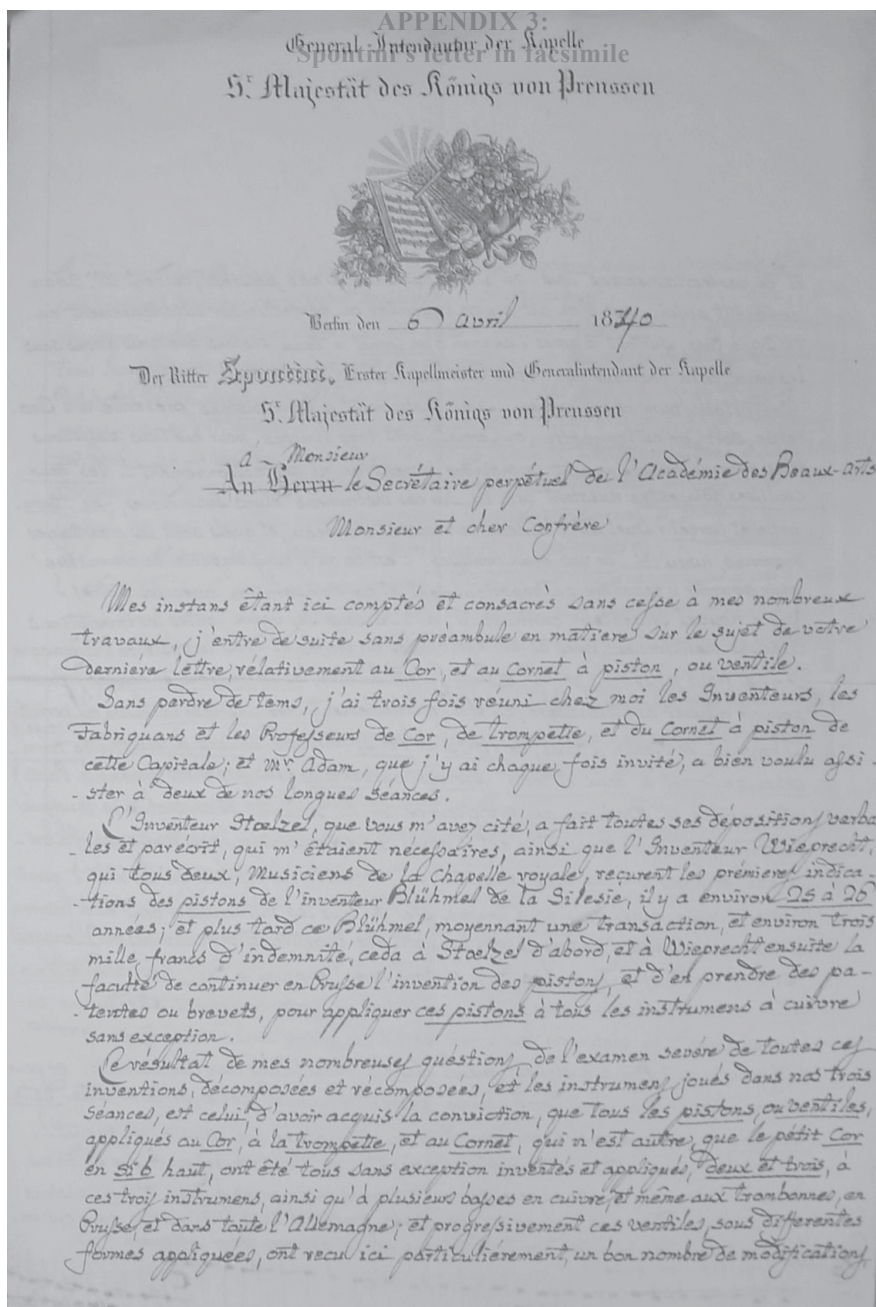 APPENDIX 3:
General Intendantur der Kapelle
Spontini's letter in facsimile
Sr. Majestät des Königs von Preussen
Berlin den 6 avril 1840
Der Ritter Spontini, Erster Kapellmeister und Generalintendant der Kapelle
Sr. Majestät des Königs von Preussen
à Monsieur
An Herrn le Secrétaire perpétuel de l'Académie des Beaux-Arts
Monsieur et cher Confrère
Mes instans êtant ici comptés et consacrés sans cesse à mes nombreux
travaux, j'entre de suite sans préambule en matiere sur le sujet de votre
derniére lettre, rélativement au Cor, et au Cornet à piston, ou ventile.
Sans perdre de tems, j'ai trois fois réuni chez moi les Inventeurs, les
Fabriquans et les Professeurs de Cor, de trompette, et du Cornet à piston de
cette Capitale; et Mr. Adam, que j'y ai chaque fois invité, a bien voulu assi-
-ster à deux de nos longues séances.
L'Inventeur Stoelzel, que vous m'avez cité, a fait toutes ses dépositions verba
-les et par écrit, qui m'étaient nécessaires, ainsi que l'Inventeur Wieprecht,
qui tous deux, Musiciens de la Chapelle royale, reçurent les prémieres indica-
-tions des pistons de l'inventeur Blühmel de la Silesie, il y a environ 25 à 26
années; et plus tard ce Blühmel, moyennant une transaction, et environ trois
mille francs d'indemnité, ceda à Stoelzel d'abord, et à Wieprecht ensuite la
faculté de continuer en Prusse l'invention des pistons, et d'en prendre des pa-
-tentes ou brevets, pour appliquer ces pistons à tous les instrumens à cuivre
sans exception.
Le résultat de mes nombreuses quéstions, de l'examen sevére de toutes ces
inventions, décomposées et récomposées, et les instrumens joués dans nos trois
séances, est celui d'avoir acquis la conviction, que tous les pistons, ou ventiles,
appliqués au Cor, à la trompette, et au Cornet, qui n'est autre que le pétit Cor
en sib haut, ont été tous sans exception inventés et appliqués, deux et trois, à
ces trois instrumens, ainsi qu'à plusieurs basses en cuivre, et même aux trombonnes, en
Prusse, et dans toute l'Allemagne; et progressivement ces ventiles, sous differentes
formes appliquees, ont recu ici particuliérement, un bon nombre de modifications,